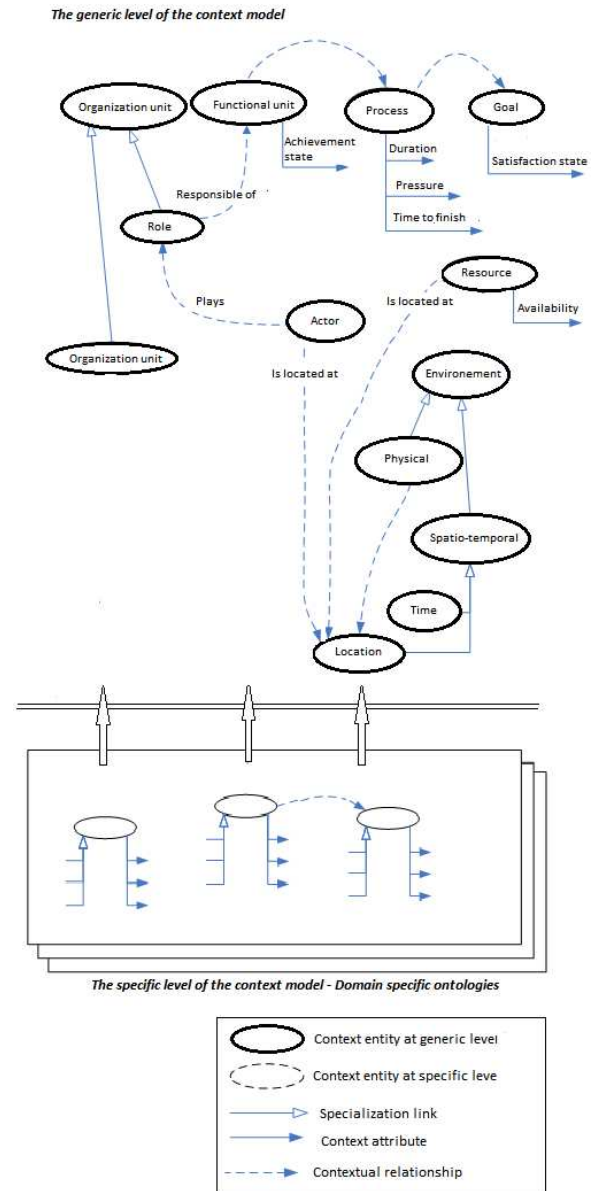 The generic level of the context model
Organization unit
Functional unit
Process
Goal
Achievement
state
Duration
Pressure
Time to finish
Satisfaction state
Responsible of
Role
Plays
Actor
Organization unit
Is located at
Resource
Is located at
Availability
Environement
Physical
Spatio-temporal
Time
Location
The specific level of the context model - Domain specific ontologies
Context entity at generic level
Context entity at specific leve
Specialization link
Context attribute
Contextual relationship